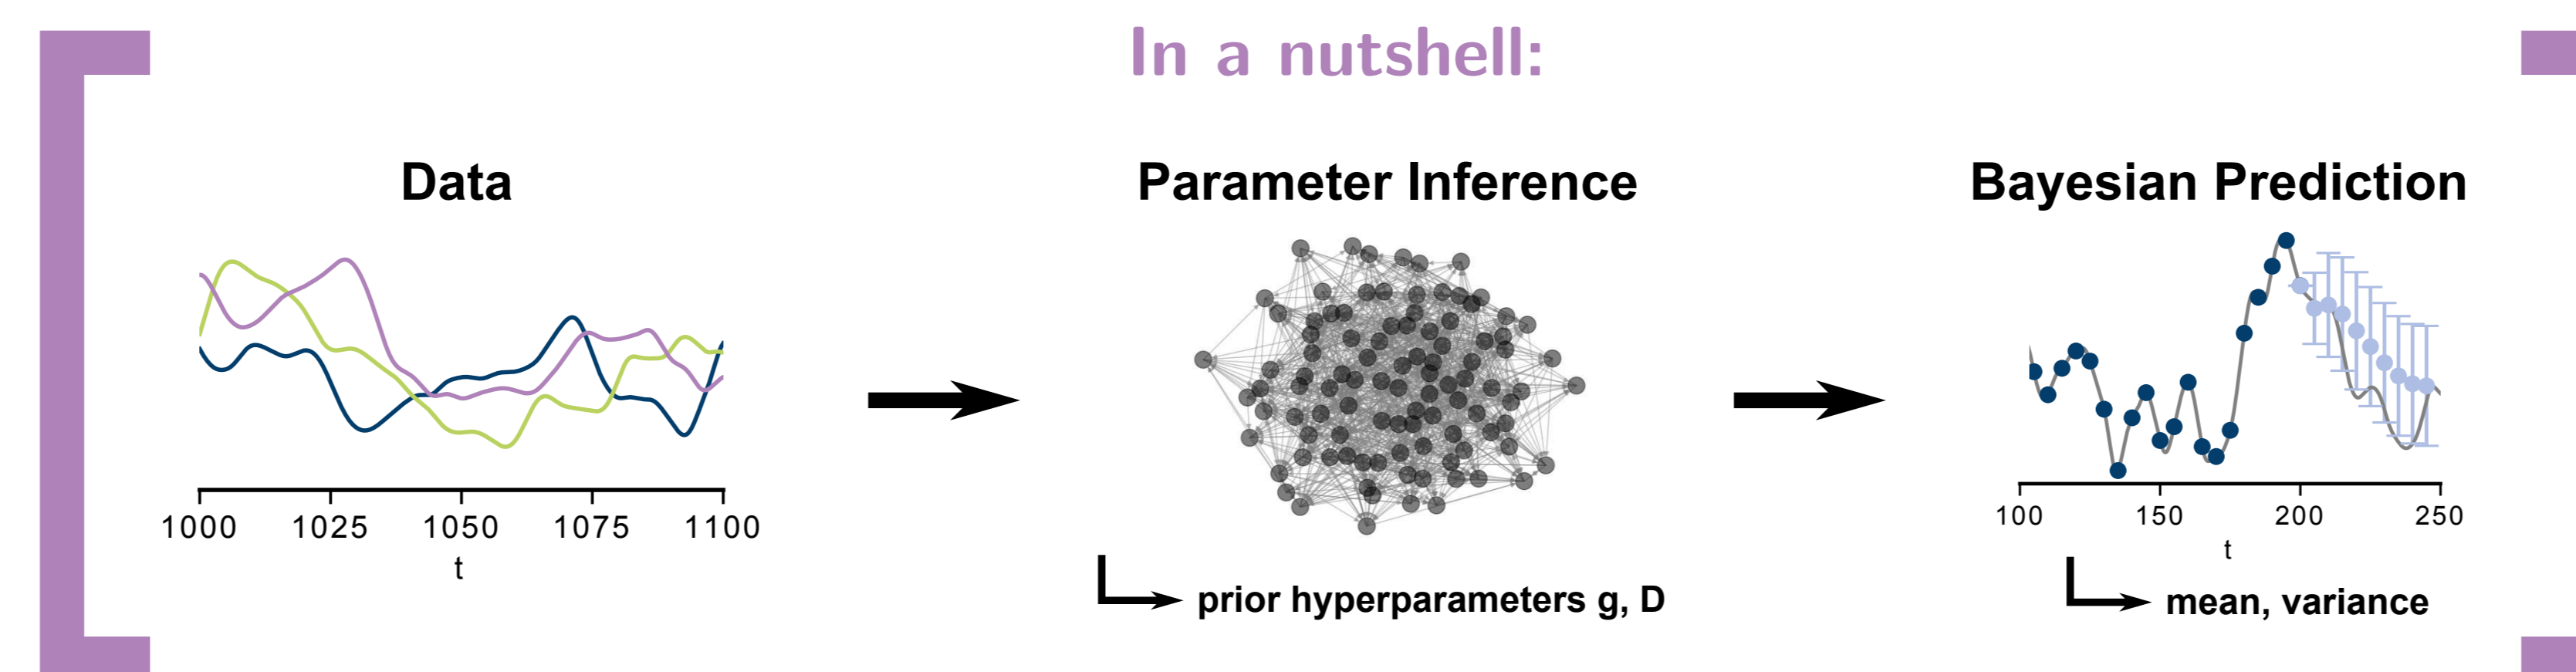 In a nutshell:
Data
1000 1025 1050 1075 1100
t
Parameter Inference
prior hyperparameters g, D
Bayesian Prediction
100 150 200 250
t
mean, variance